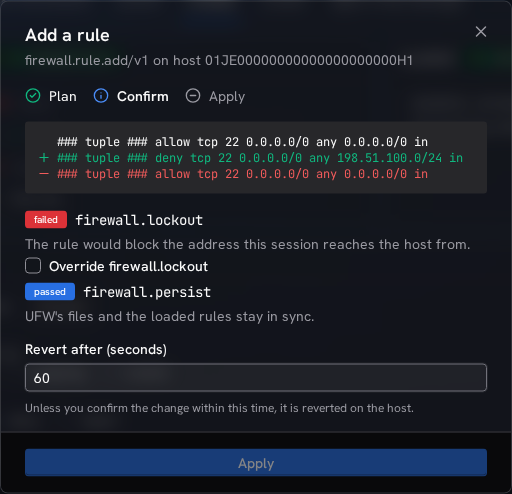 Add a rule
firewall.rule.add/v1 on host 01JE00000000000000000000H1
Plan Confirm Apply
### tuple ### allow tcp 22 0.0.0.0/0 any 0.0.0.0/0 in
+ ### tuple ### deny tcp 22 0.0.0.0/0 any 198.51.100.0/24 in
− ### tuple ### allow tcp 22 0.0.0.0/0 any 0.0.0.0/0 in
failed firewall.lockout
The rule would block the address this session reaches the host from.
Override firewall.lockout
passed firewall.persist
UFW's files and the loaded rules stay in sync.
Revert after (seconds)
60
Unless you confirm the change within this time, it is reverted on the host.
Apply